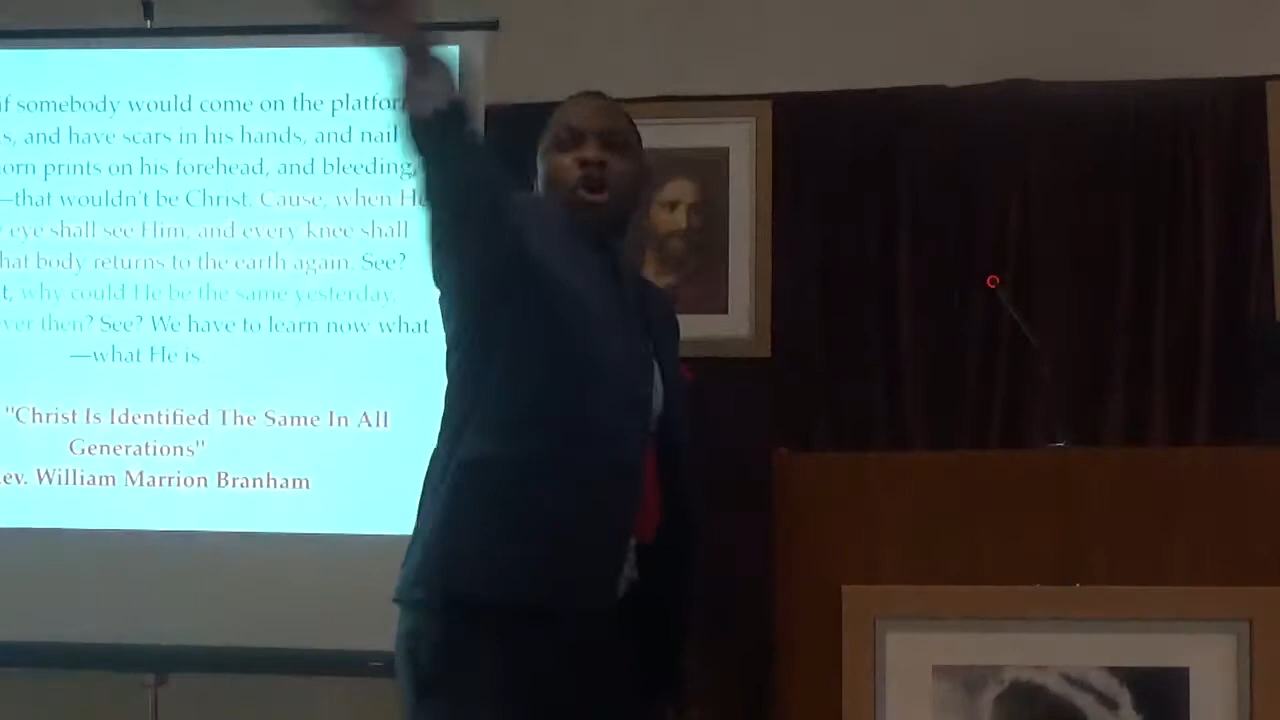 if somebody would come on the platfor
s, and have scars in his hands, and nail
orn prints on his forehead, and bleeding,
—that wouldn't be Christ. Cause, when He
eye shall see Him, and every knee shall
hat body returns to the earth again. See?
t, why could He be the same yesterday,
ver then? See? We have to learn now what
—what He is
"Christ Is Identified The Same In All
Generations"
ev. William Marrion Branham